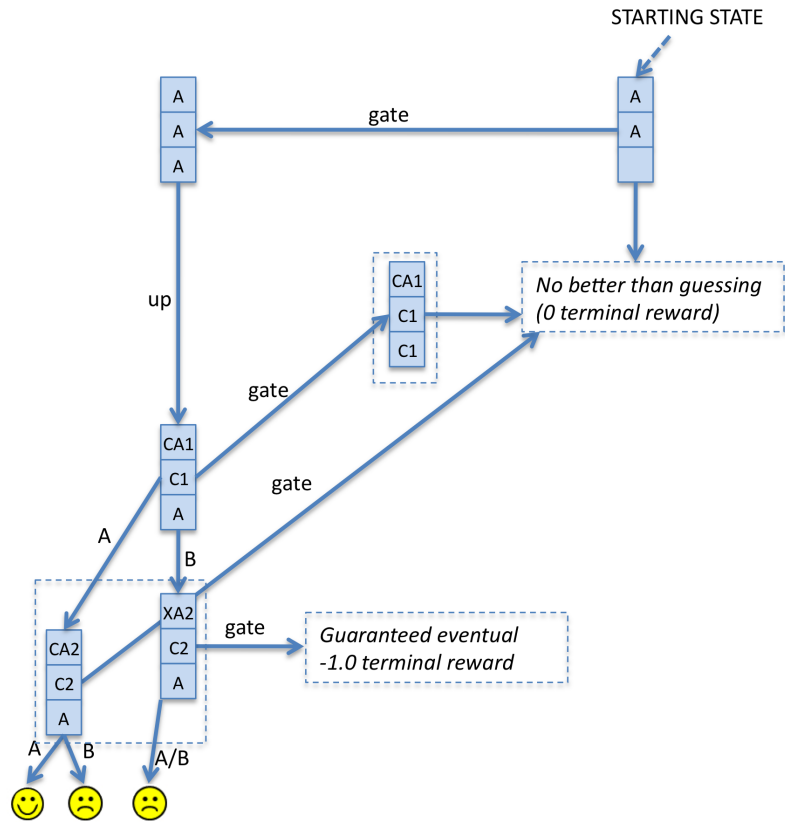 STARTING STATE
A
A
A
gate
A
A
up
CA1
C1
C1
No better than guessing
(0 terminal reward)
gate
CA1
C1
A
gate
A
B
XA2
C2
A
gate
Guaranteed eventual
-1.0 terminal reward
CA2
C2
A
A
B
A/B